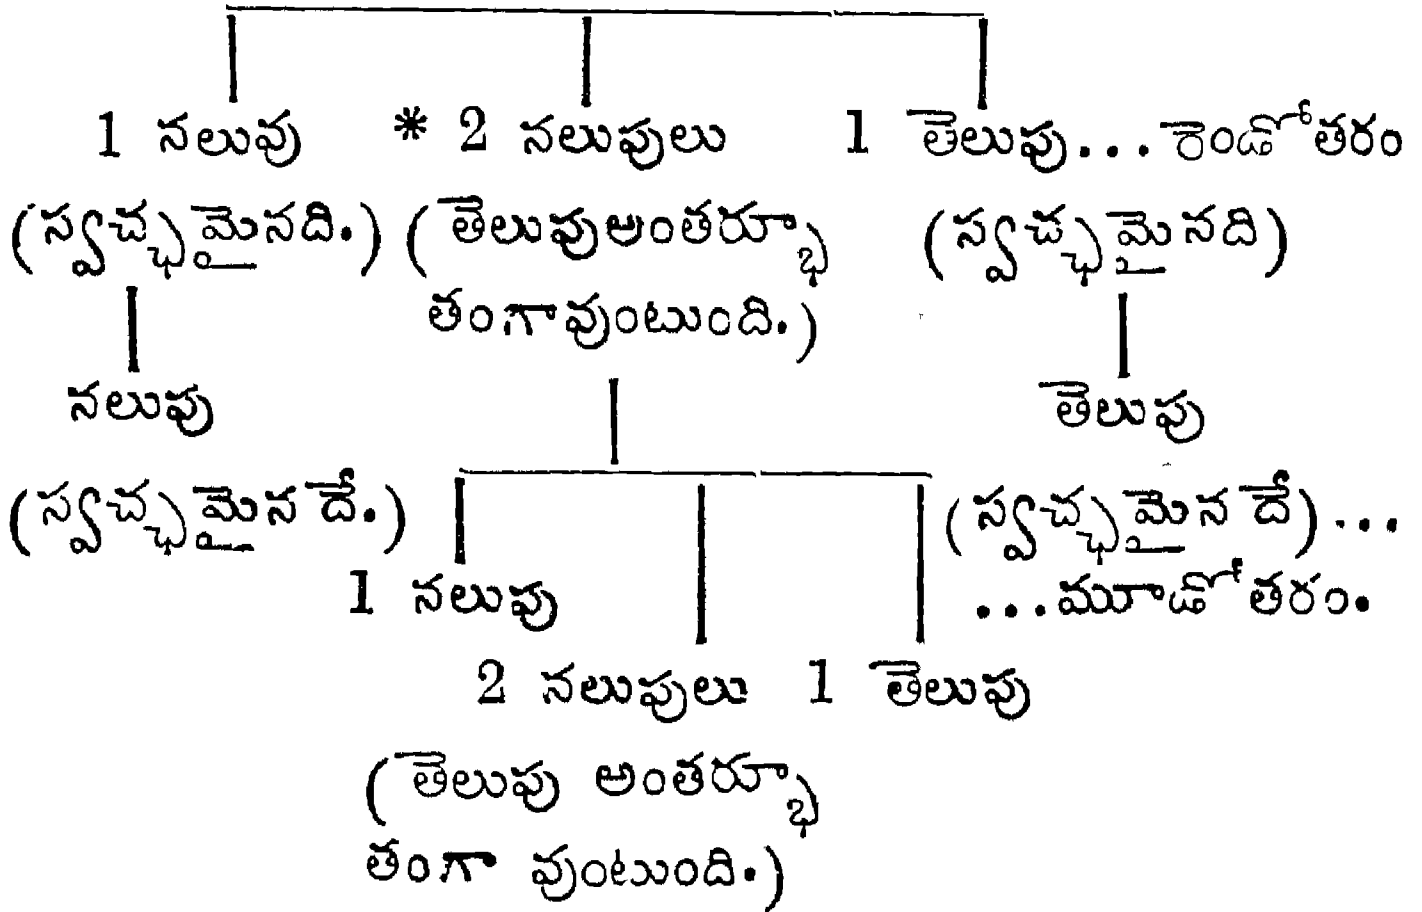 1 నలువు * 2 నలుపులు 1 తెలుపు...రెండోతరం
(స్వచ్ఛమైనది.) (తెలుపుఅంతర్భూ (స్వచ్ఛమైనది)
తంగావుంటుంది.)
నలుపు తెలుపు
(స్వచ్ఛమైనదే.) (స్వచ్ఛమైనదే)...
1 నలుపు ...మూడోతరం.
2 నలుపులు 1 తెలుపు
(తెలుపు అంతర్భూ
తంగా వుంటుంది.)